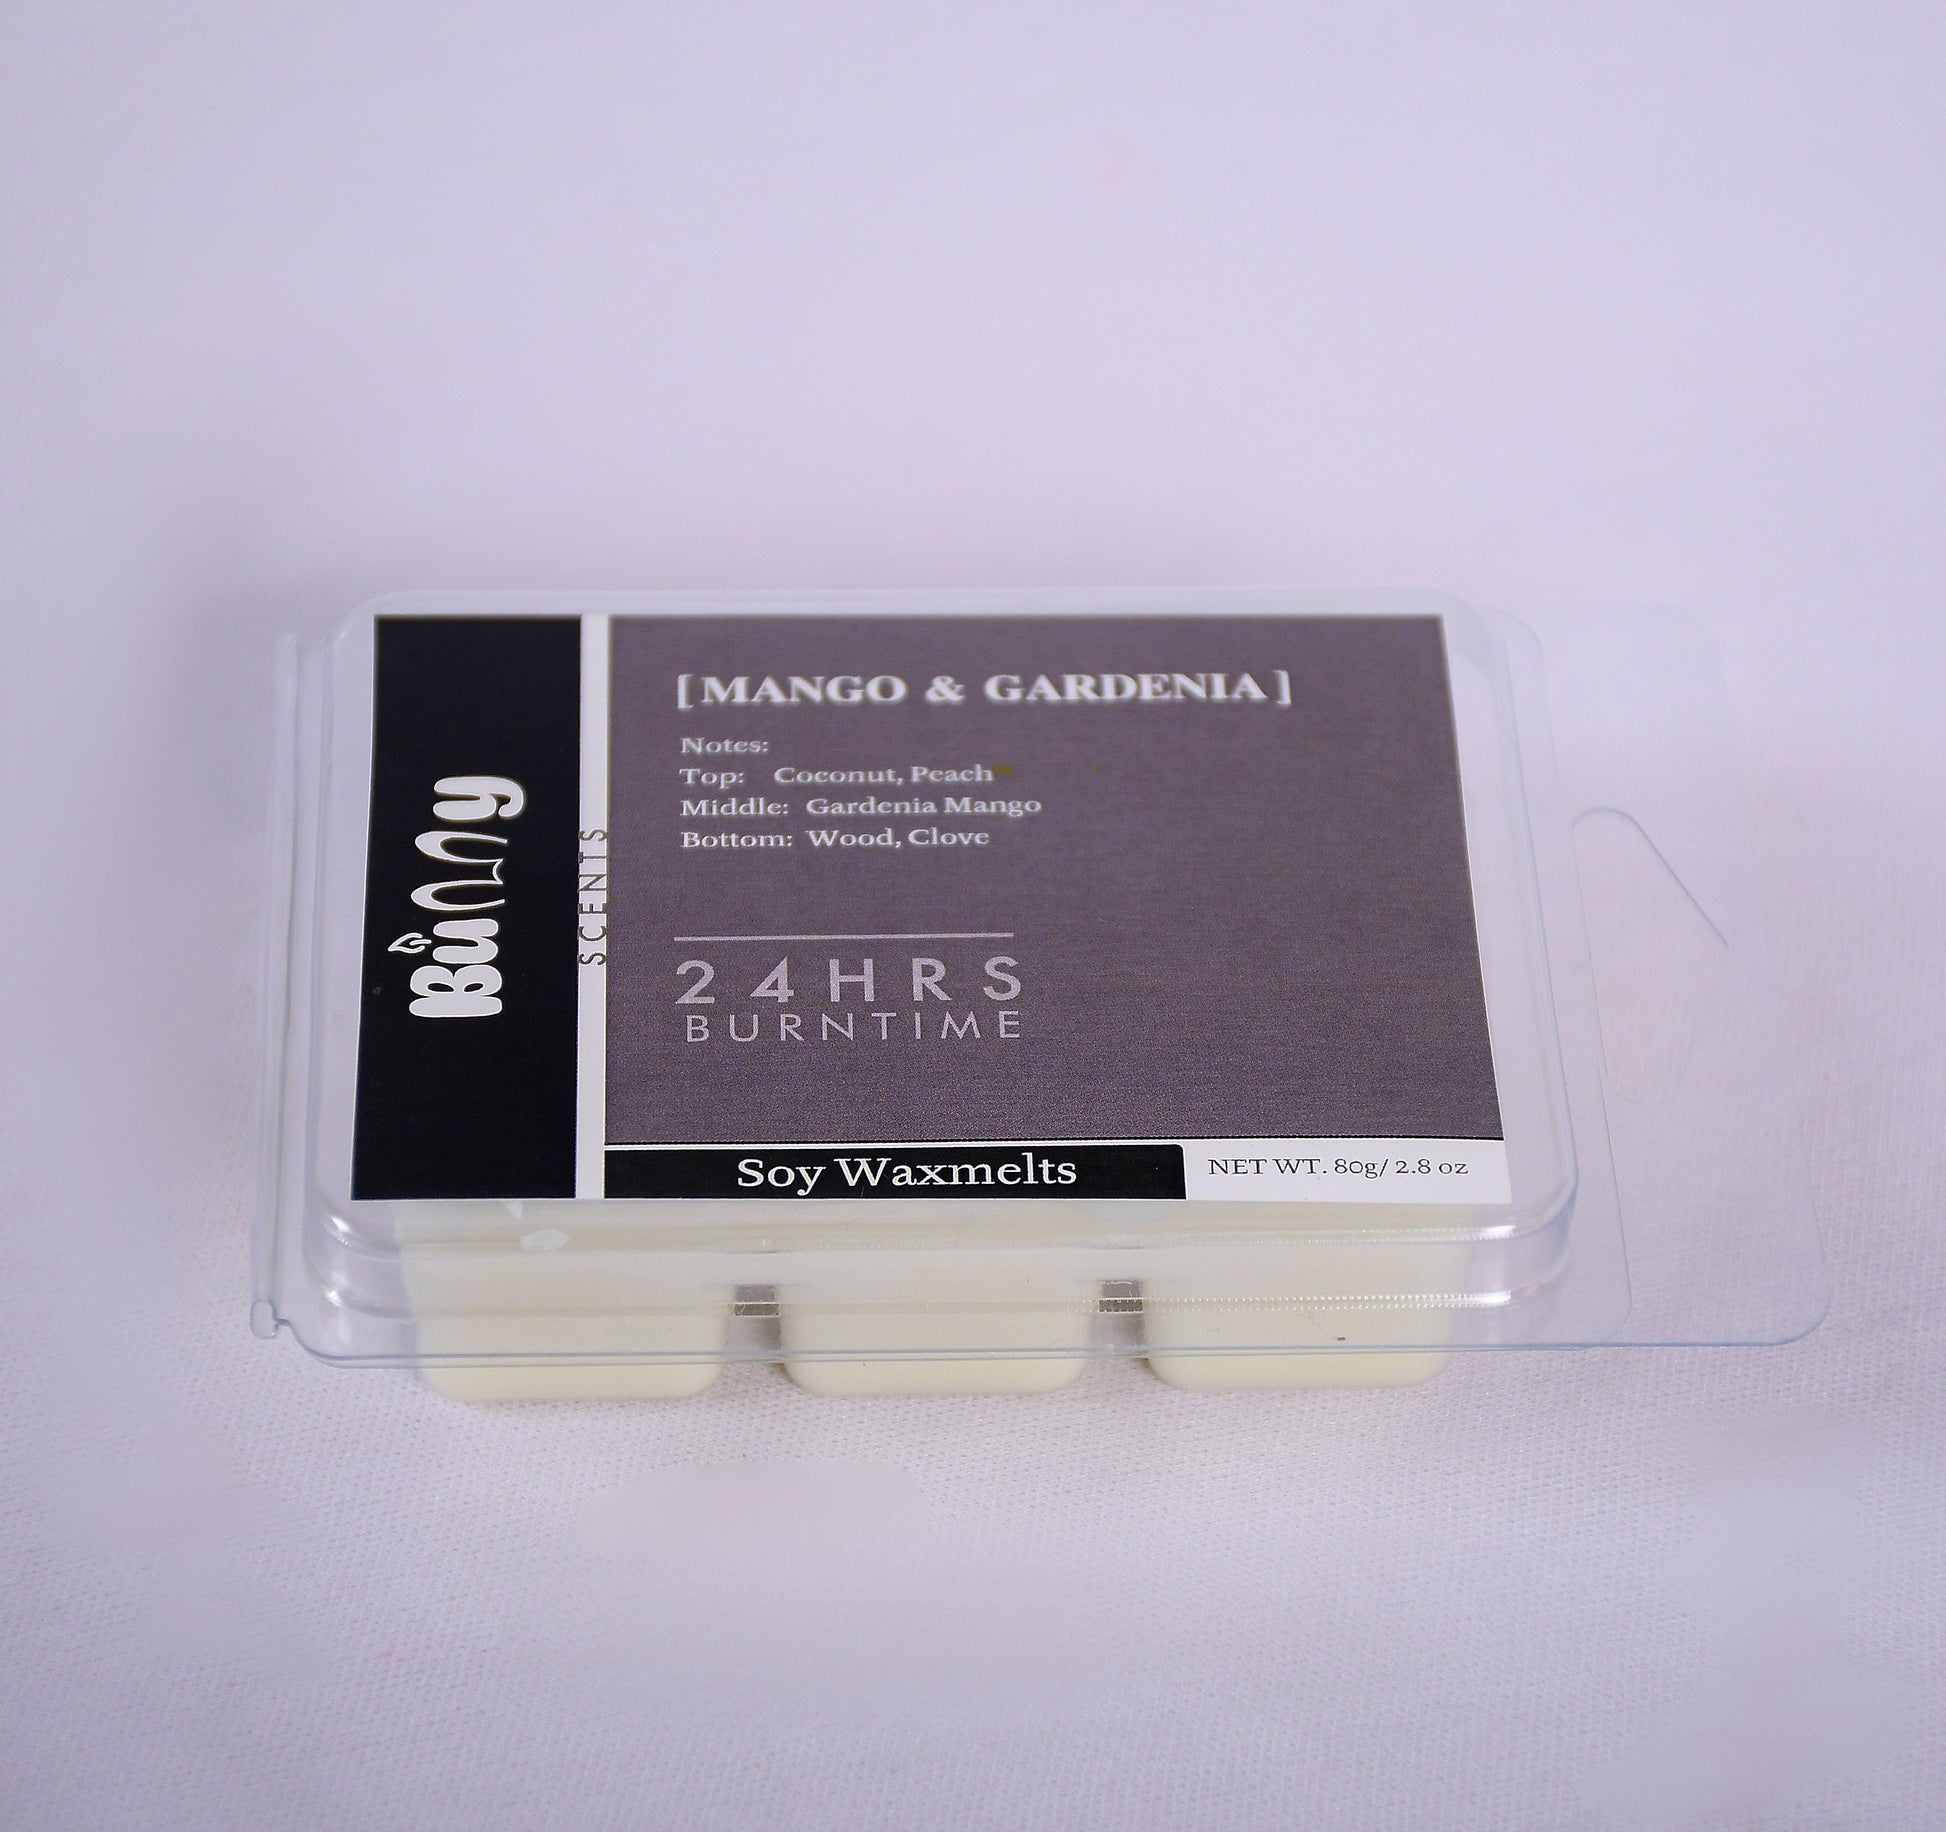 Bunny
SCENTS
[MANGO & GARDENIA]
Notes:
Top: Coconut, Peach
Middle: Gardenia Mango
Bottom: Wood, Clove
24HRS
BURNTIME
Soy Waxmelts
NET WT. 80g/ 2.8 oz